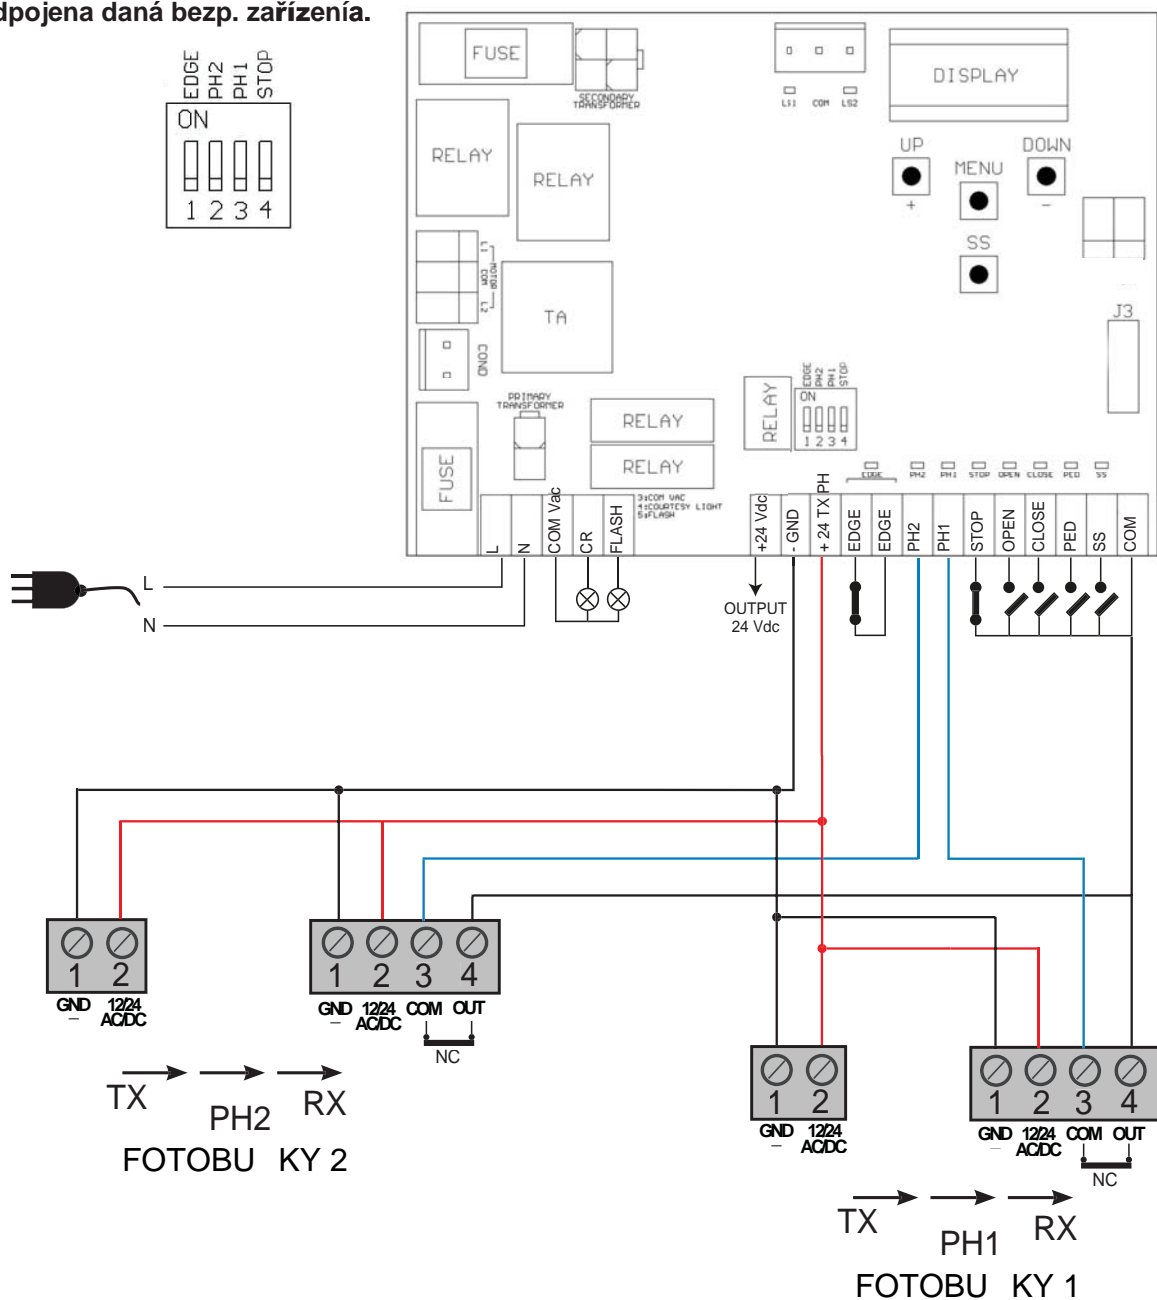 dpojena daná bezp. zařízenía.
EDGE
PH2
PH1
STOP
ON
1 2 3 4
FUSE
SECONDARY
TRANSFORMER
LS1 COM LS2
DISPLAY
RELAY
RELAY
UP
+
MENU
DOWN
-
SS
L1
COM
L2
MOTOR
TA
J3
COND
PRIMARY
TRANSFORMER
RELAY
RELAY
RELAY
EDGE
PH2
PH1
STOP
ON
1 2 3 4
FUSE
3:COM VAC
4:COURTESY LIGHT
5:FLASH
EDGE PH2 PH1 STOP OPEN CLOSE PED SS
L
N
COM Vac
CR
FLASH
+24 Vdc
- GND
+ 24 TX PH
EDGE
EDGE
PH2
PH1
STOP
OPEN
CLOSE
PED
SS
COM
L
N
OUTPUT
24 Vdc
1 2
GND 12/24
– AC/DC
1 2 3 4
GND 12/24 COM OUT
– AC/DC
NC
TX PH2 RX
FOTOBU KY 2
1 2
GND 12/24
– AC/DC
1 2 3 4
GND 12/24 COM OUT
– AC/DC
NC
TX PH1 RX
FOTOBU KY 1